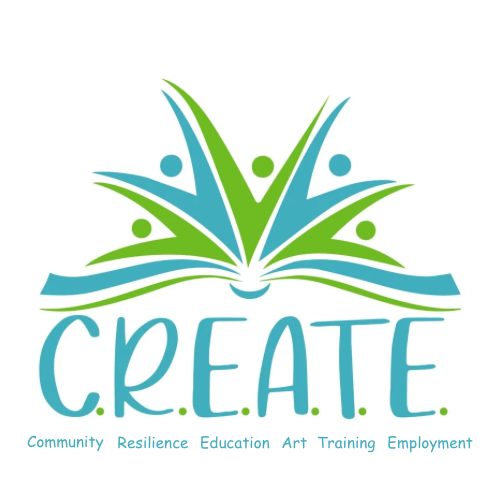 C.R.E.A.T.E.
Community Resilience Education Art Training Employment